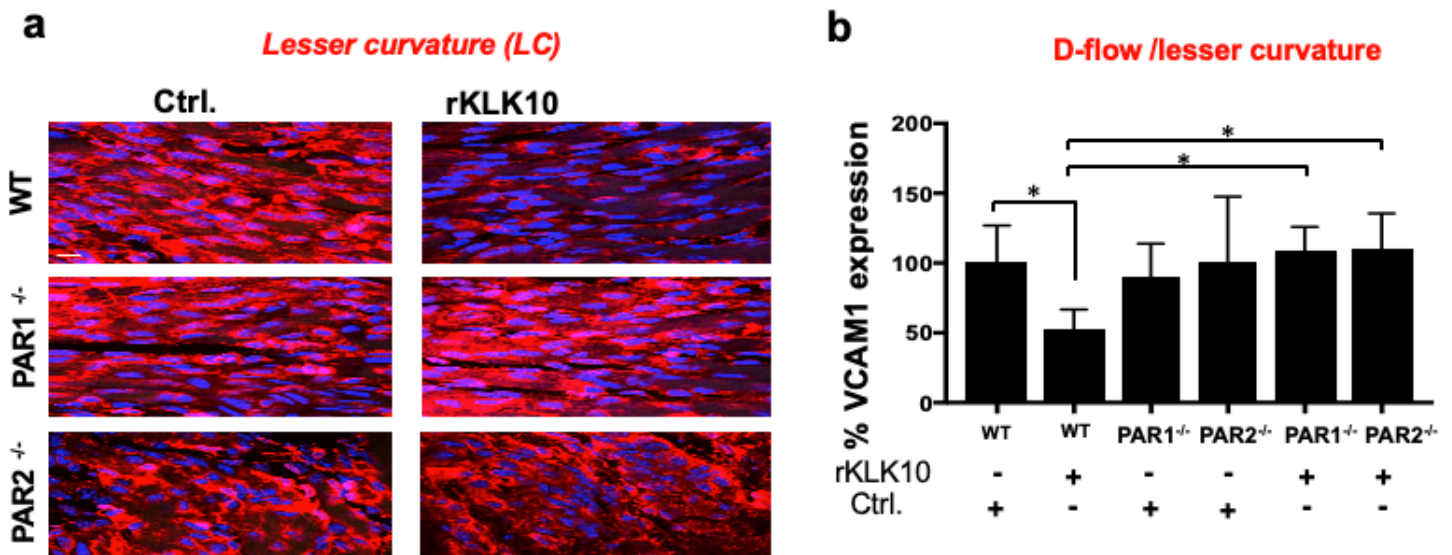 a
Lesser curvature (LC)
Ctrl. rKLK10
WT
PAR1 -/-
PAR2 -/-
b
D-flow /lesser curvature
% VCAM1 expression
200
150
100
50
0
*
*
*
WT WT PAR1-/- PAR2-/- PAR1-/- PAR2-/-
rKLK10 - + - - + +
Ctrl. + - + + - -